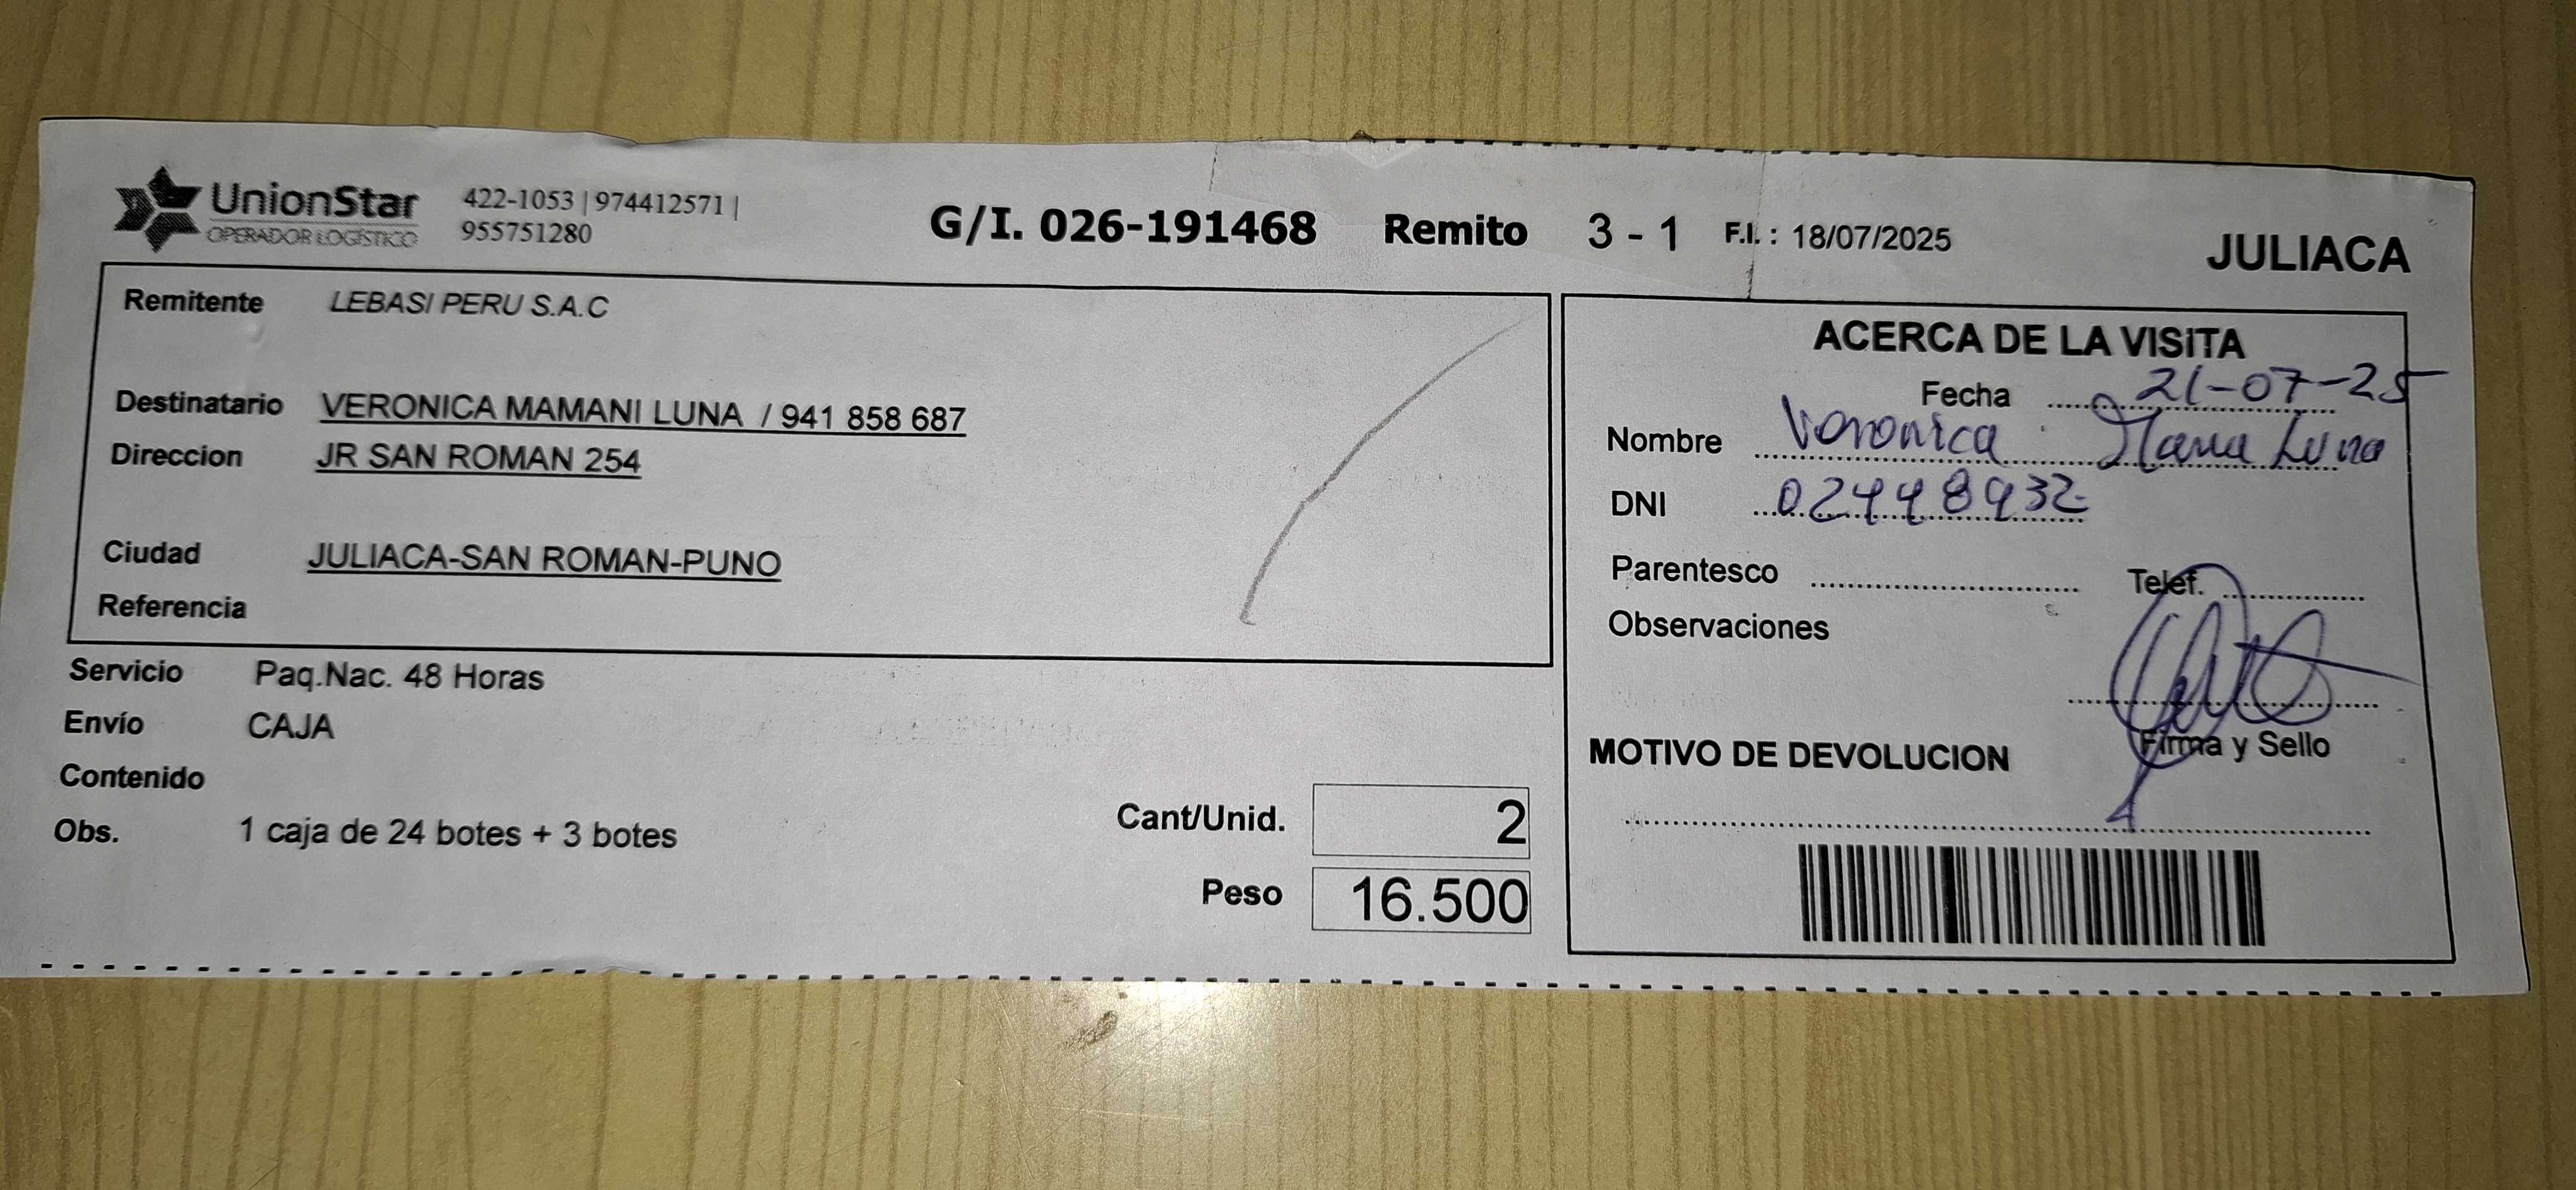 UnionStar
OPERADOR LOGÍSTICO
422-1053 | 974412571 |
955751280
G/I. 026-191468 Remito 3 - 1 F.I. : 18/07/2025
JULIACA
Remitente LEBASI PERU S.A.C
Destinatario VERONICA MAMANI LUNA / 941 858 687
Direccion JR SAN ROMAN 254
Ciudad JULIACA-SAN ROMAN-PUNO
Referencia
Servicio Paq.Nac. 48 Horas
Envío CAJA
Contenido
Obs. 1 caja de 24 botes + 3 botes
Cant/Unid. 2
Peso 16.500
ACERCA DE LA VISITA
Fecha 21-07-25
Nombre Veronica Mama Luna
DNI 02448932
Parentesco Telef.
Observaciones
Firma y Sello
MOTIVO DE DEVOLUCION